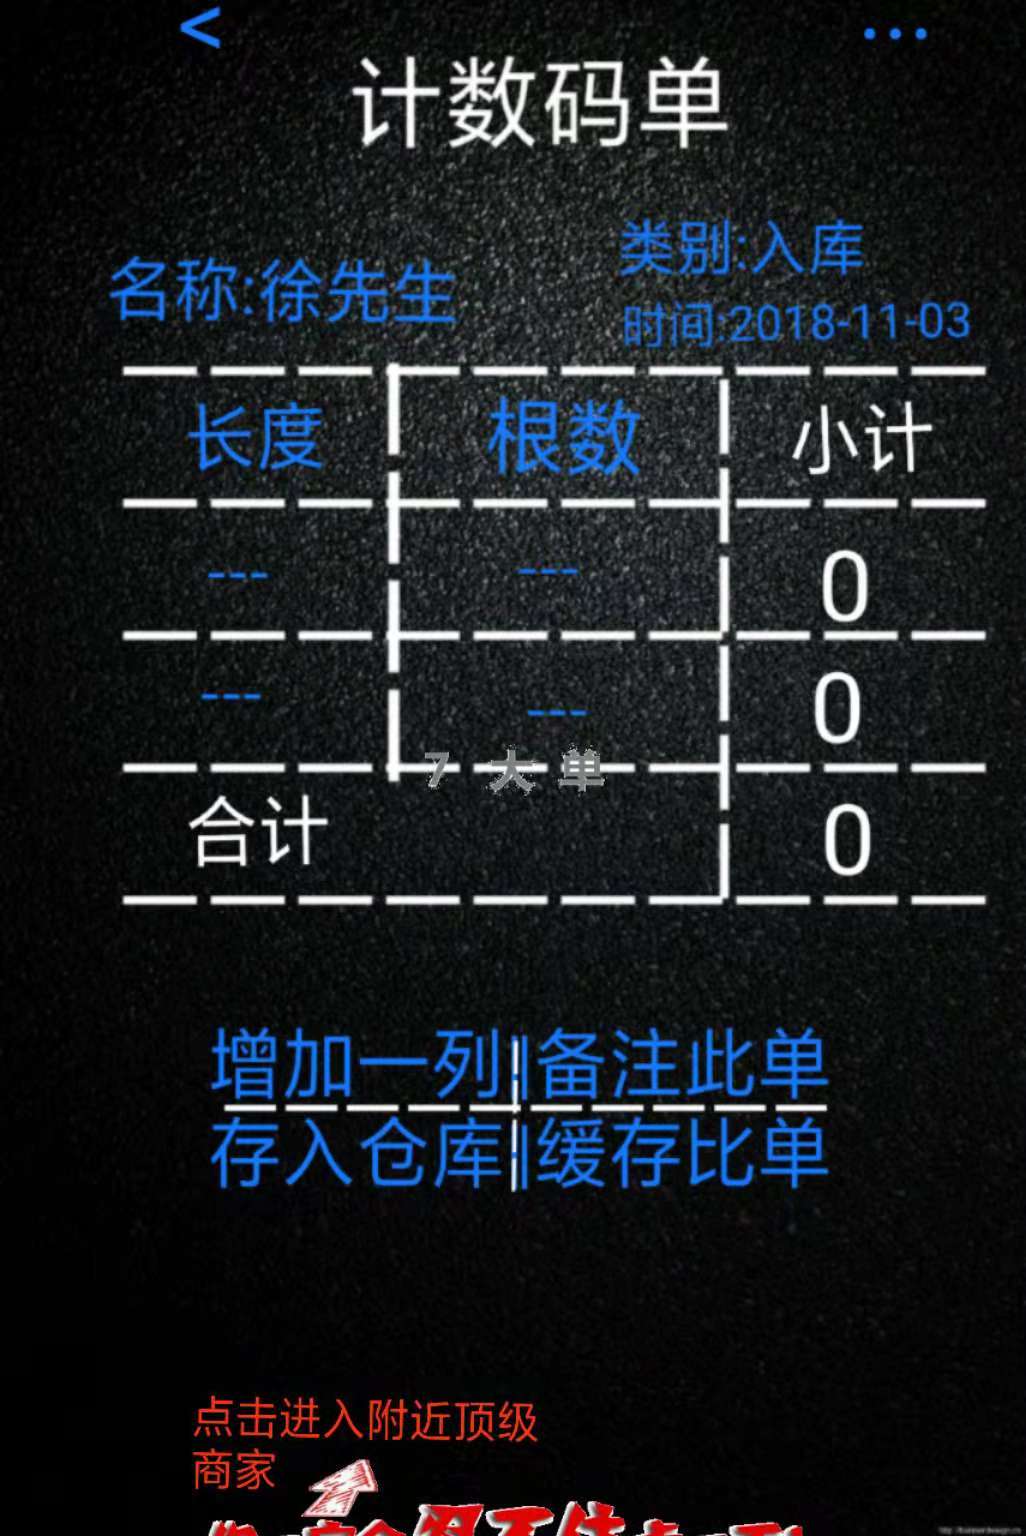 <
...
计数码单
类别:入库
名称:徐先生
时间:2018-11-03
长度 根数 小计
--- --- 0
--- --- 0
7 大 单
合计 0
增加一列||备注此单
存入仓库||缓存比单
点击进入附近顶级
商家